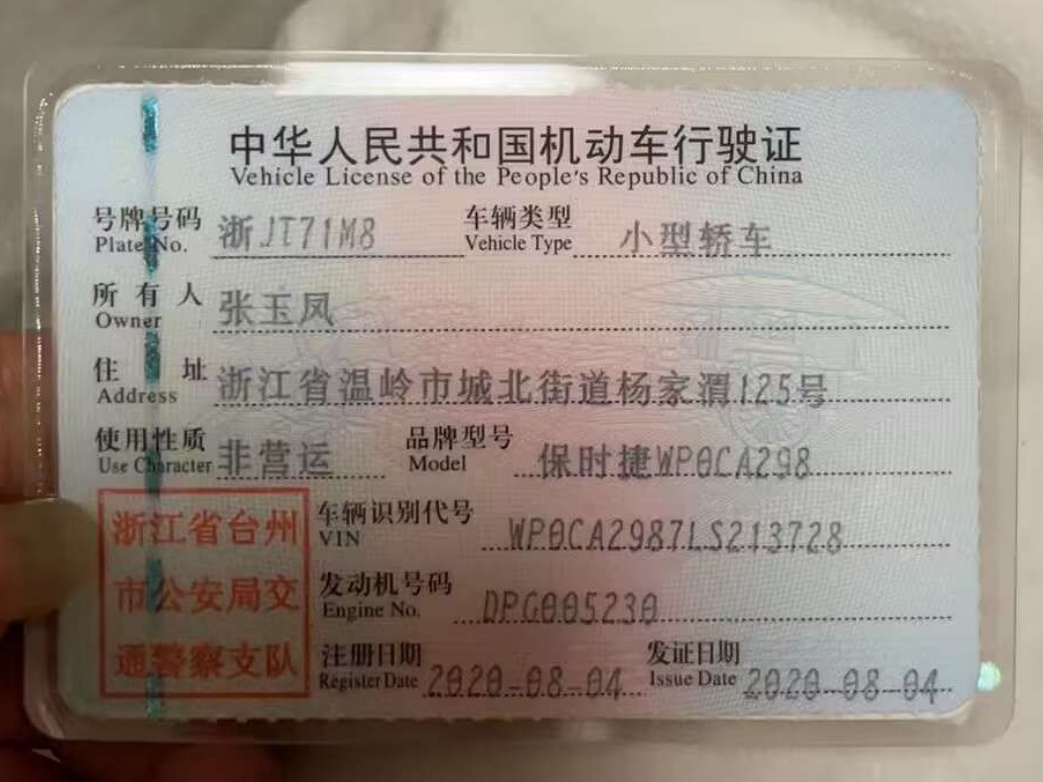 中华人民共和国机动车行驶证
Vehicle License of the People's Republic of China
号牌号码 浙JT71M8 车辆类型 小型轿车
Plate No. Vehicle Type
所有人 张玉凤
Owner
住址 浙江省温岭市城北街道杨家渭125号
Address
使用性质 非营运 品牌型号 保时捷WP0CA298
Use Character Model
浙江省台州
市公安局交
通警察支队
车辆识别代号 WP0CA2987LS213728
VIN
发动机号码 DPG005230
Engine No.
注册日期 2020-08-04 发证日期 2020-08-04
Register Date Issue Date